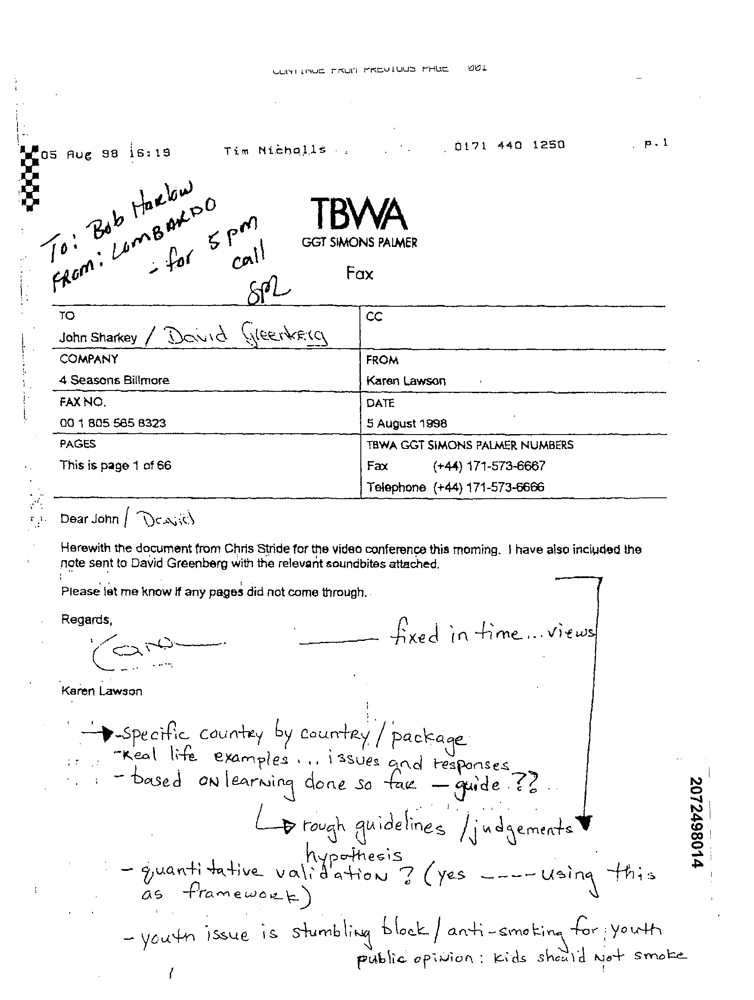 CONTINUE FROM PREVIOUS PAGE 001
05 Aug 98 16:19 Tim Nicholls 0171 440 1250 p.1
To: Bob Harlow
From: LOMBARDO
- for 5 pm
call
TBWA
GGT SIMONS PALMER
Fax
TO
John Sharkey / David Greenberg
CC
COMPANY
4 Seasons Billmore
FROM
Karen Lawson
FAX NO.
00 1 805 565 8323
DATE
5 August 1998
PAGES
This is page 1 of 66
TBWA GGT SIMONS PALMER NUMBERS
Fax (+44) 171-573-6667
Telephone (+44) 171-573-6666
Dear John / David
Herewith the document from Chris Stride for the video conference this morning. I have also included the
note sent to David Greenberg with the relevant soundbites attached.
Please let me know if any pages did not come through.
Regards,
fixed in time... views
Karen Lawson
- specific country by country / package
- Real life examples ... issues and responses
- based on learning done so far - guide ??
rough guidelines / judgements
hypothesis
- quantitative validation ? (yes ---- using this
as framework)
- youth issue is stumbling block / anti-smoking for youth
public opinion: kids should not smoke
2072498014